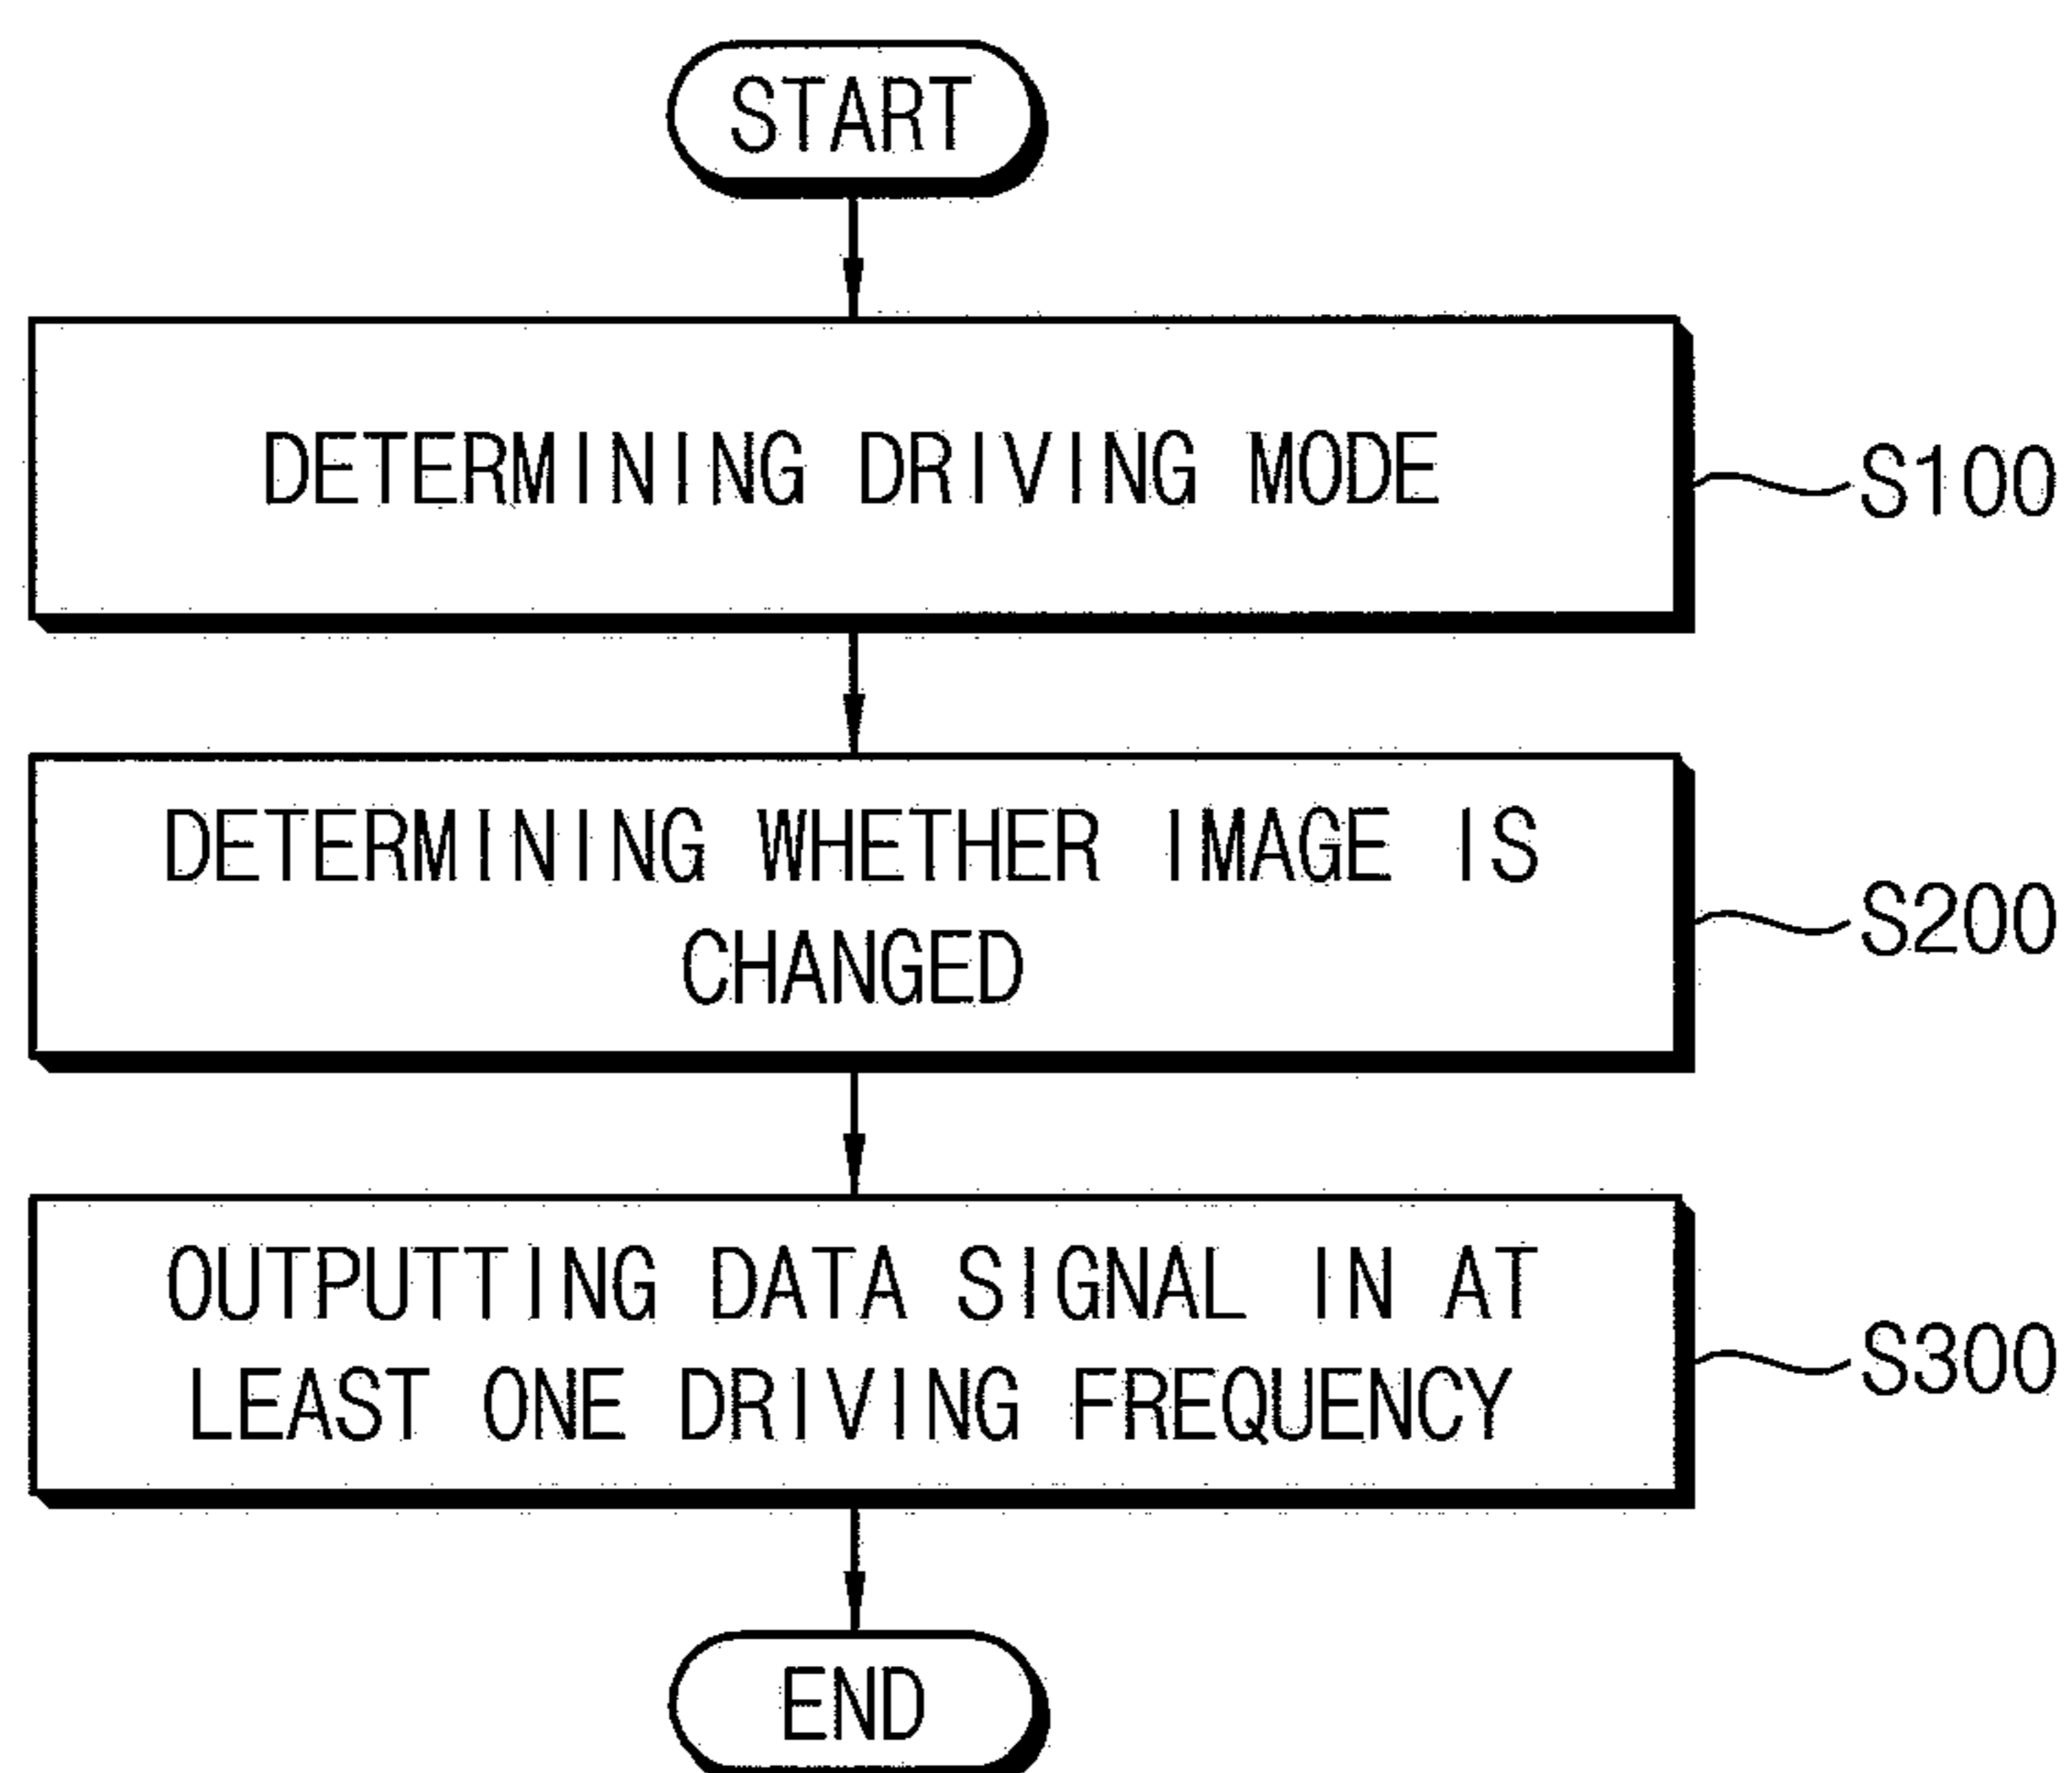 START
DETERMINING DRIVING MODE
S100
DETERMINING WHETHER IMAGE IS
CHANGED
S200
OUTPUTTING DATA SIGNAL IN AT
LEAST ONE DRIVING FREQUENCY
S300
END